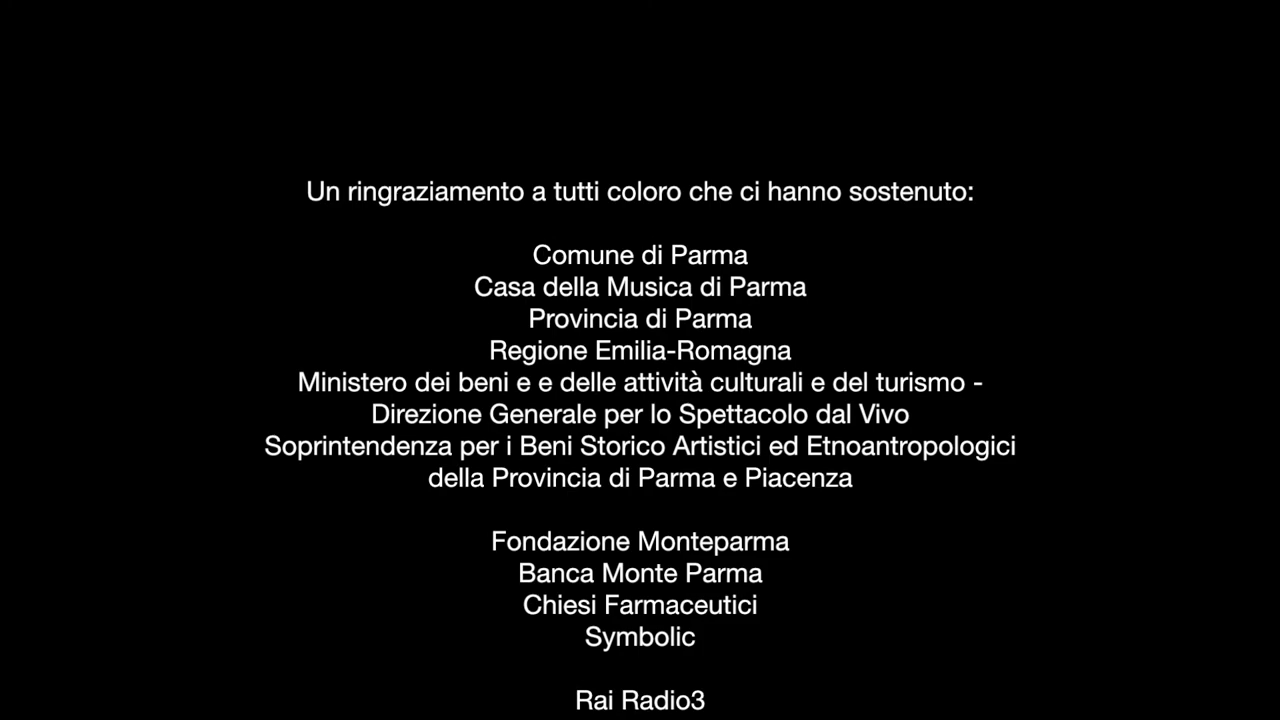 Un ringraziamento a tutti coloro che ci hanno sostenuto:
Comune di Parma
Casa della Musica di Parma
Provincia di Parma
Regione Emilia-Romagna
Ministero dei beni e e delle attività culturali e del turismo -
Direzione Generale per lo Spettacolo dal Vivo
Soprintendenza per i Beni Storico Artistici ed Etnoantropologici
della Provincia di Parma e Piacenza
Fondazione Monteparma
Banca Monte Parma
Chiesi Farmaceutici
Symbolic
Rai Radio3